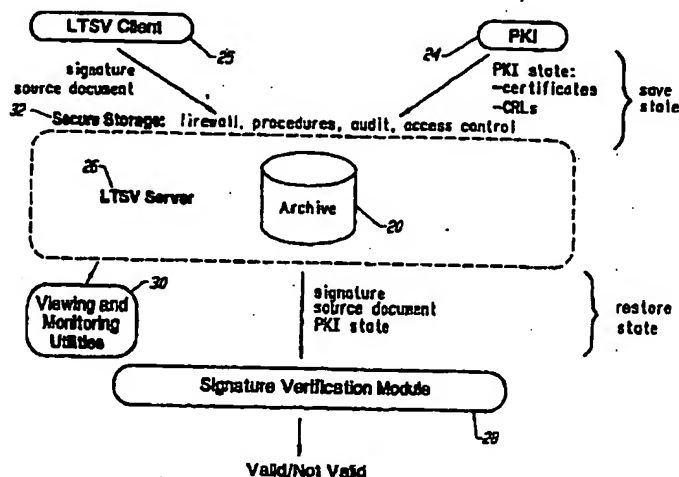 LTSV Client
25
PKI
24
signature
source document
PKI state:
-certificates
-CRLs
save
state
32
Secure Storage: firewall, procedures, audit, access control
26
LTSV Server
Archive
20
Viewing and
Monitoring
Utilities
30
signature
source document
PKI state
restore
state
Signature Verification Module
28
Valid/Not Valid